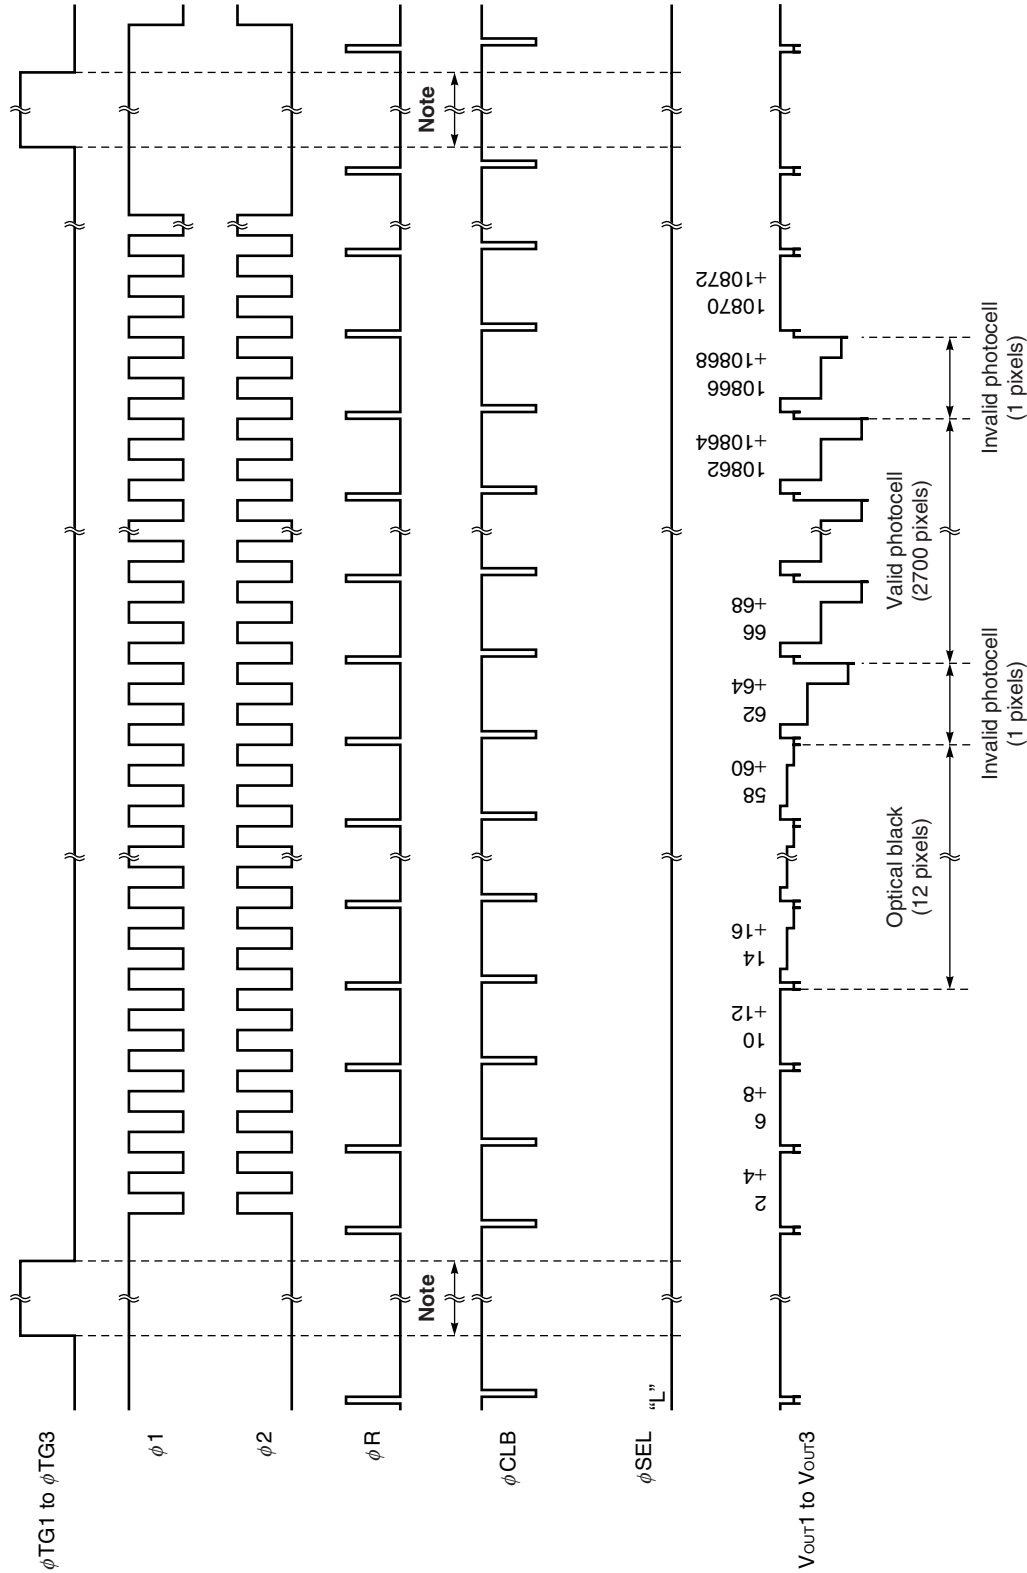 φTG1 to φTG3
φ1
φ2
φR
φCLB
φSEL
"L"
VOUT1 to VOUT3
Note
Note
2
+4
6
+8
10
+12
14
+16
58
+60
62
+64
66
+68
10862
+10864
10866
+10868
10870
+10872
Optical black
(12 pixels)
Invalid photocell
(1 pixels)
Valid photocell
(2700 pixels)
Invalid photocell
(1 pixels)